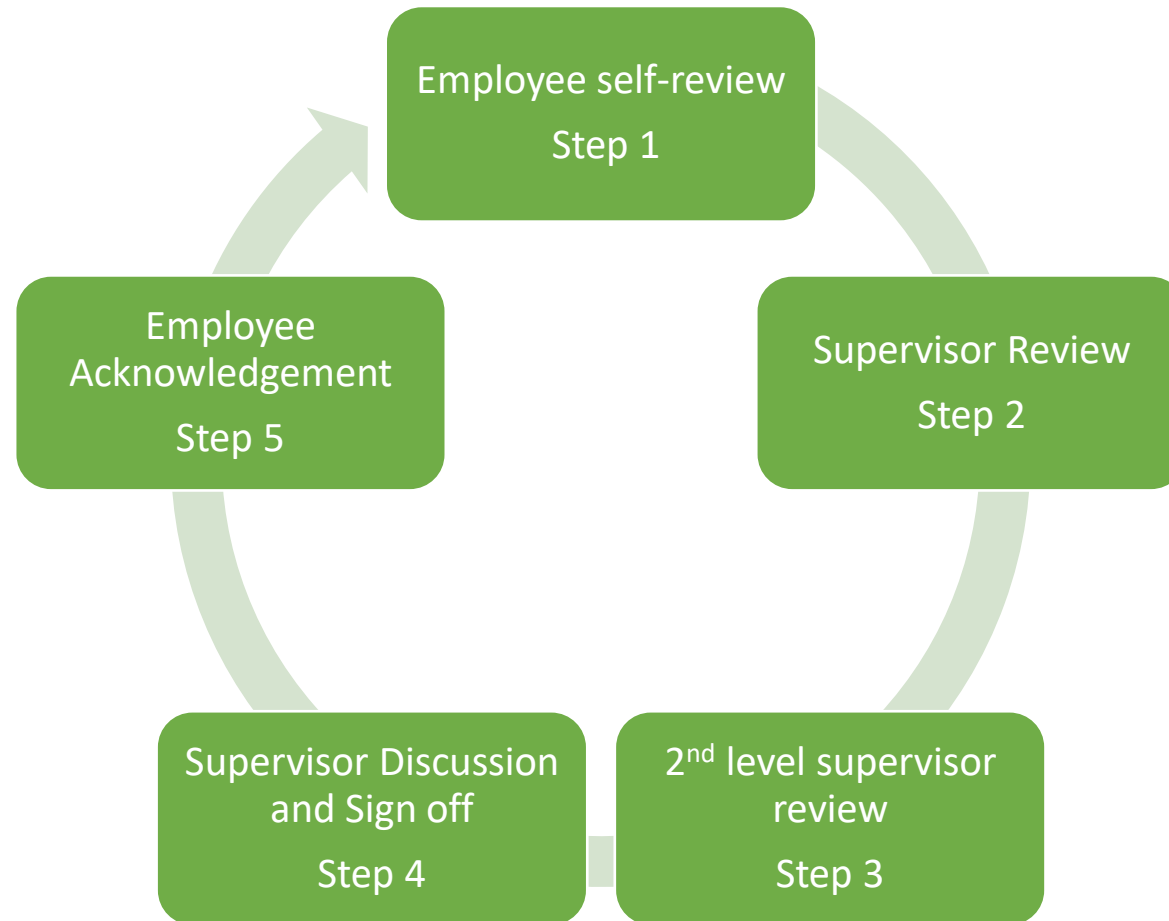 Employee self-review
Step 1
Supervisor Review
Step 2
2nd level supervisor
review
Step 3
Supervisor Discussion
and Sign off
Step 4
Employee
Acknowledgement
Step 5